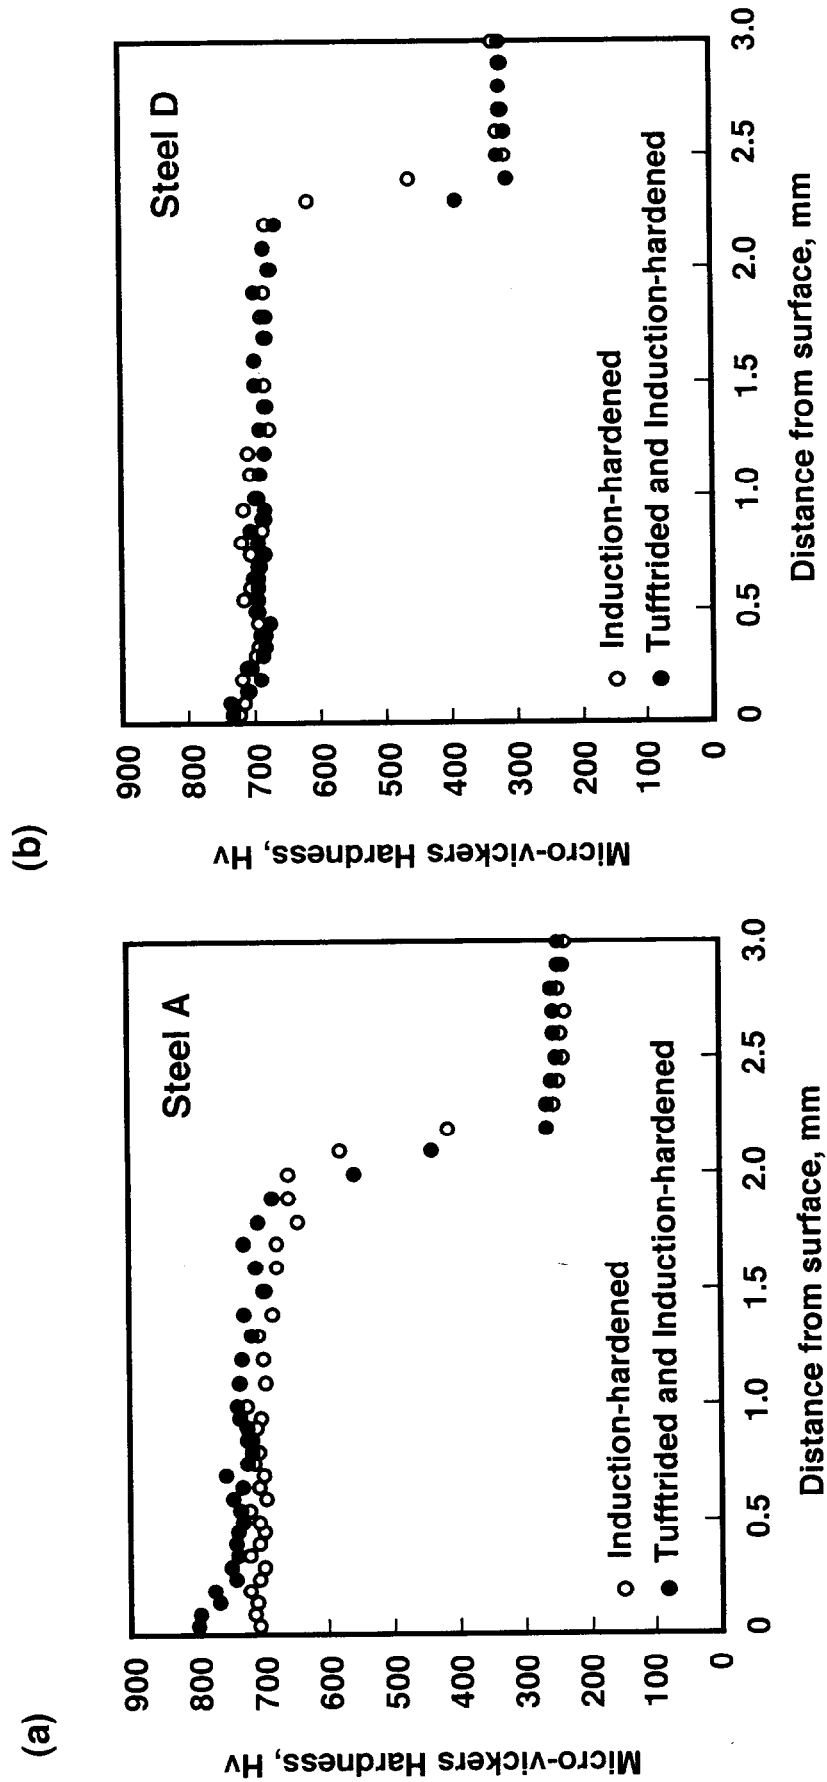 (a)
Steel A
Micro-vickers Hardness, Hv
900
800
700
600
500
400
300
200
100
0
○ Induction-hardened
● Tufftrided and Induction-hardened
0
0.5
1.0
1.5
2.0
2.5
3.0
Distance from surface, mm
(b)
Steel D
Micro-vickers Hardness, Hv
900
800
700
600
500
400
300
200
100
0
○ Induction-hardened
● Tufftrided and Induction-hardened
0
0.5
1.0
1.5
2.0
2.5
3.0
Distance from surface, mm